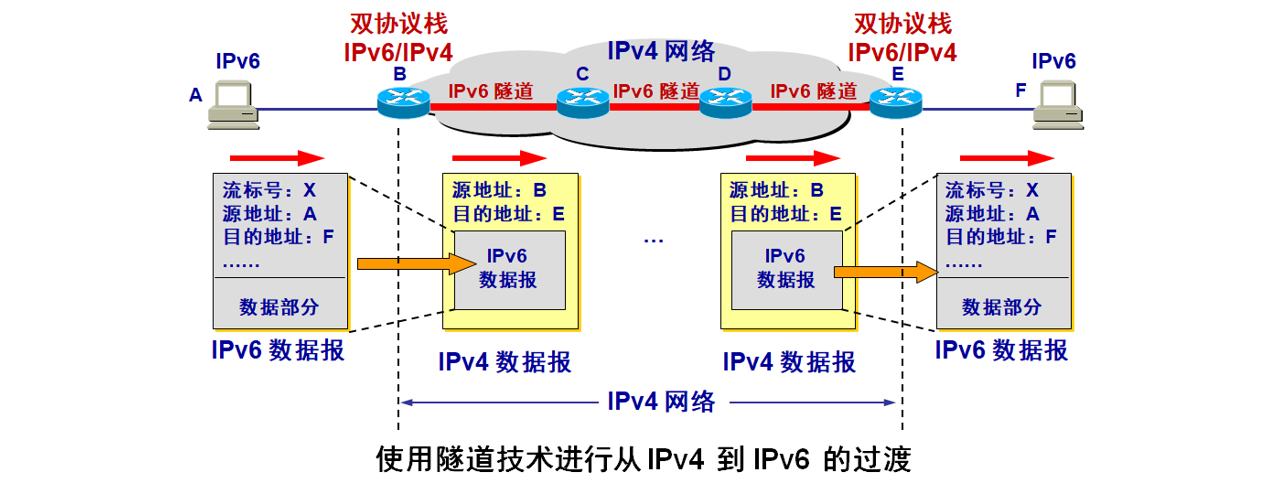 双协议栈
IPv6/IPv4
双协议栈
IPv6/IPv4
IPv4 网络
IPv6
IPv6
A
B
C
D
E
F
IPv6 隧道
IPv6 隧道
IPv6 隧道
流标号：X
源地址：A
目的地址：F
……
数据部分
IPv6 数据报
源地址：B
目的地址：E
IPv6
数据报
IPv4 数据报
…
源地址：B
目的地址：E
IPv6
数据报
IPv4 数据报
流标号：X
源地址：A
目的地址：F
……
数据部分
IPv6 数据报
IPv4 网络
使用隧道技术进行从IPv4 到 IPv6 的过渡